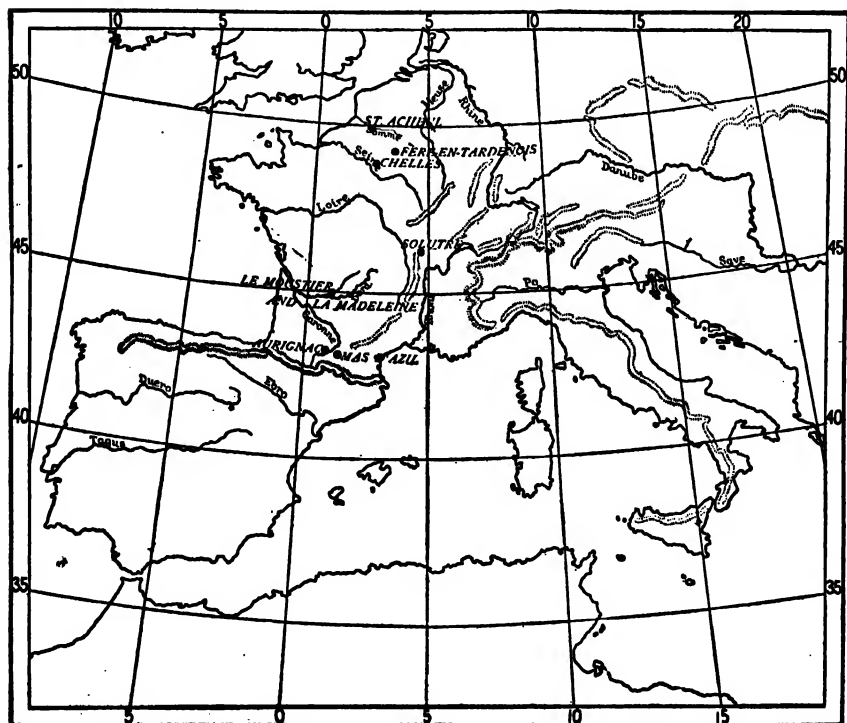 10 5 0 5 10 15 20
50 50
Meuse
Rhine
ST. ACHEUL
Somme
FERE-EN-TARDENOIS
Seine
CHELLES
Danube
Loire
SOLUTRE
45 45
Save
Po
LE MOUSTIER
AND LA MADELEINE
Garonne
AURIGNAC
MAS AZIL
Ebro
Duero
40 40
Tagus
35 35
5 0 5 10 15